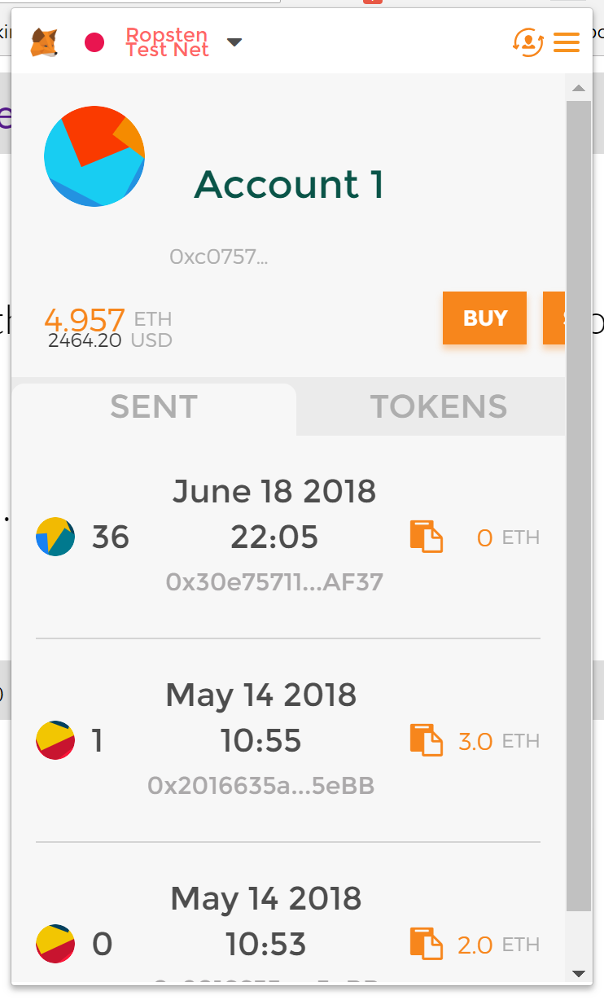 Ropsten
Test Net
Account 1
0xc0757...
4.957 ETH
2464.20 USD
BUY
SENT
TOKENS
June 18 2018
36 22:05 0 ETH
0x30e75711...AF37
May 14 2018
1 10:55 3.0 ETH
0x2016635a...5eBB
May 14 2018
0 10:53 2.0 ETH